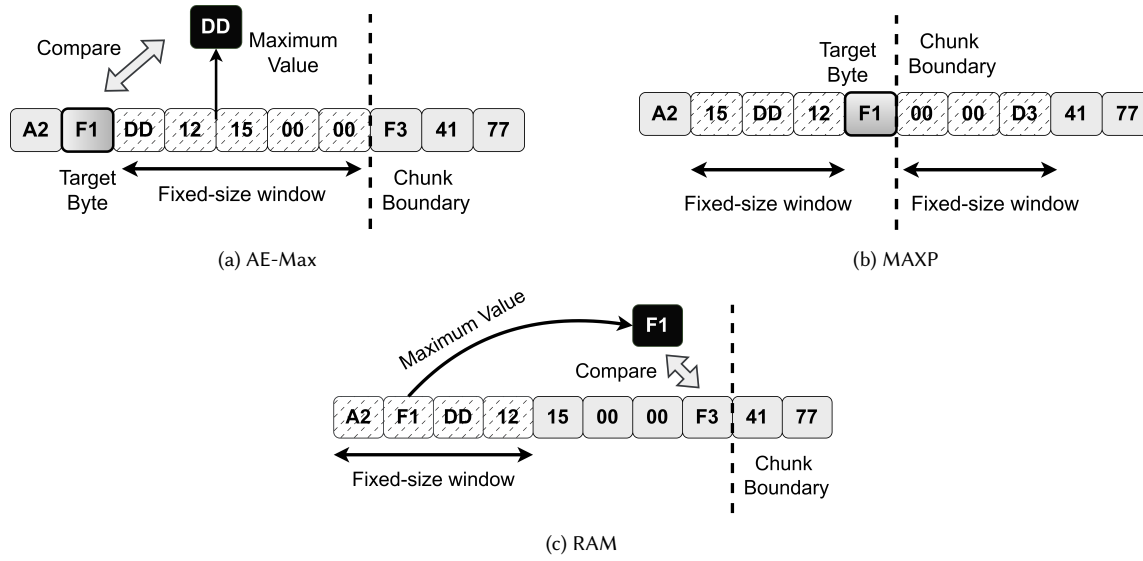 DD
Compare
Maximum
Value
A2 F1 DD 12 15 00 00 F3 41 77
Target
Byte
Fixed-size window
Chunk
Boundary
(a) AE-Max
Target
Byte
Chunk
Boundary
A2 15 DD 12 F1 00 00 D3 41 77
Fixed-size window
Fixed-size window
(b) MAXP
Maximum Value
F1
Compare
A2 F1 DD 12 15 00 00 F3 41 77
Fixed-size window
Chunk
Boundary
(c) RAM